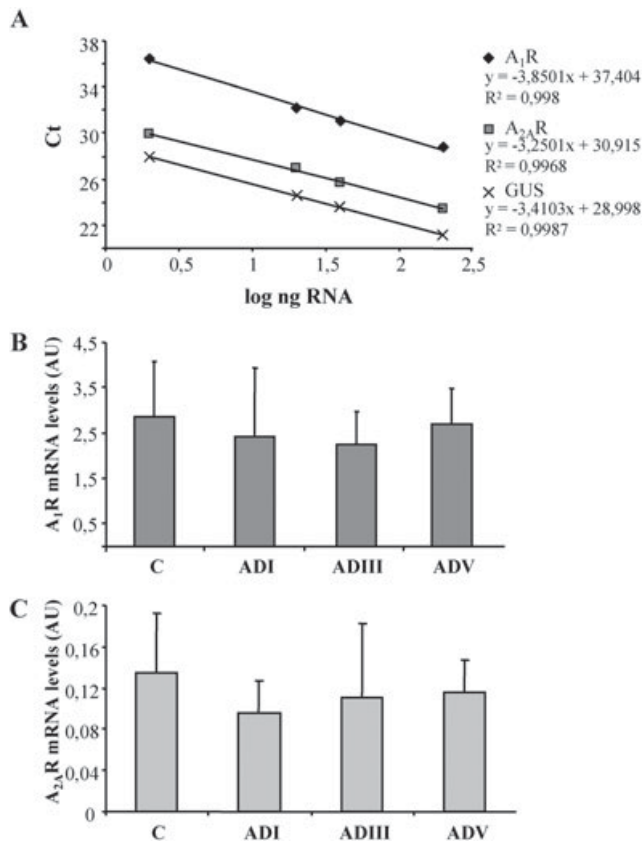 A
38
34
30
26
22
Ct
0
0,5
1
1,5
2
2,5
log ng RNA
A₁R
y = -3,8501x + 37,404
R² = 0,998
A₂ₐR
y = -3,2501x + 30,915
R² = 0,9968
GUS
y = -3,4103x + 28,998
R² = 0,9987
B
A₁R mRNA levels (AU)
4,5
3,5
2,5
1,5
0,5
C
ADI
ADIII
ADV
C
A₂ₐR mRNA levels (AU)
0,2
0,16
0,12
0,08
0,04
0
C
ADI
ADIII
ADV